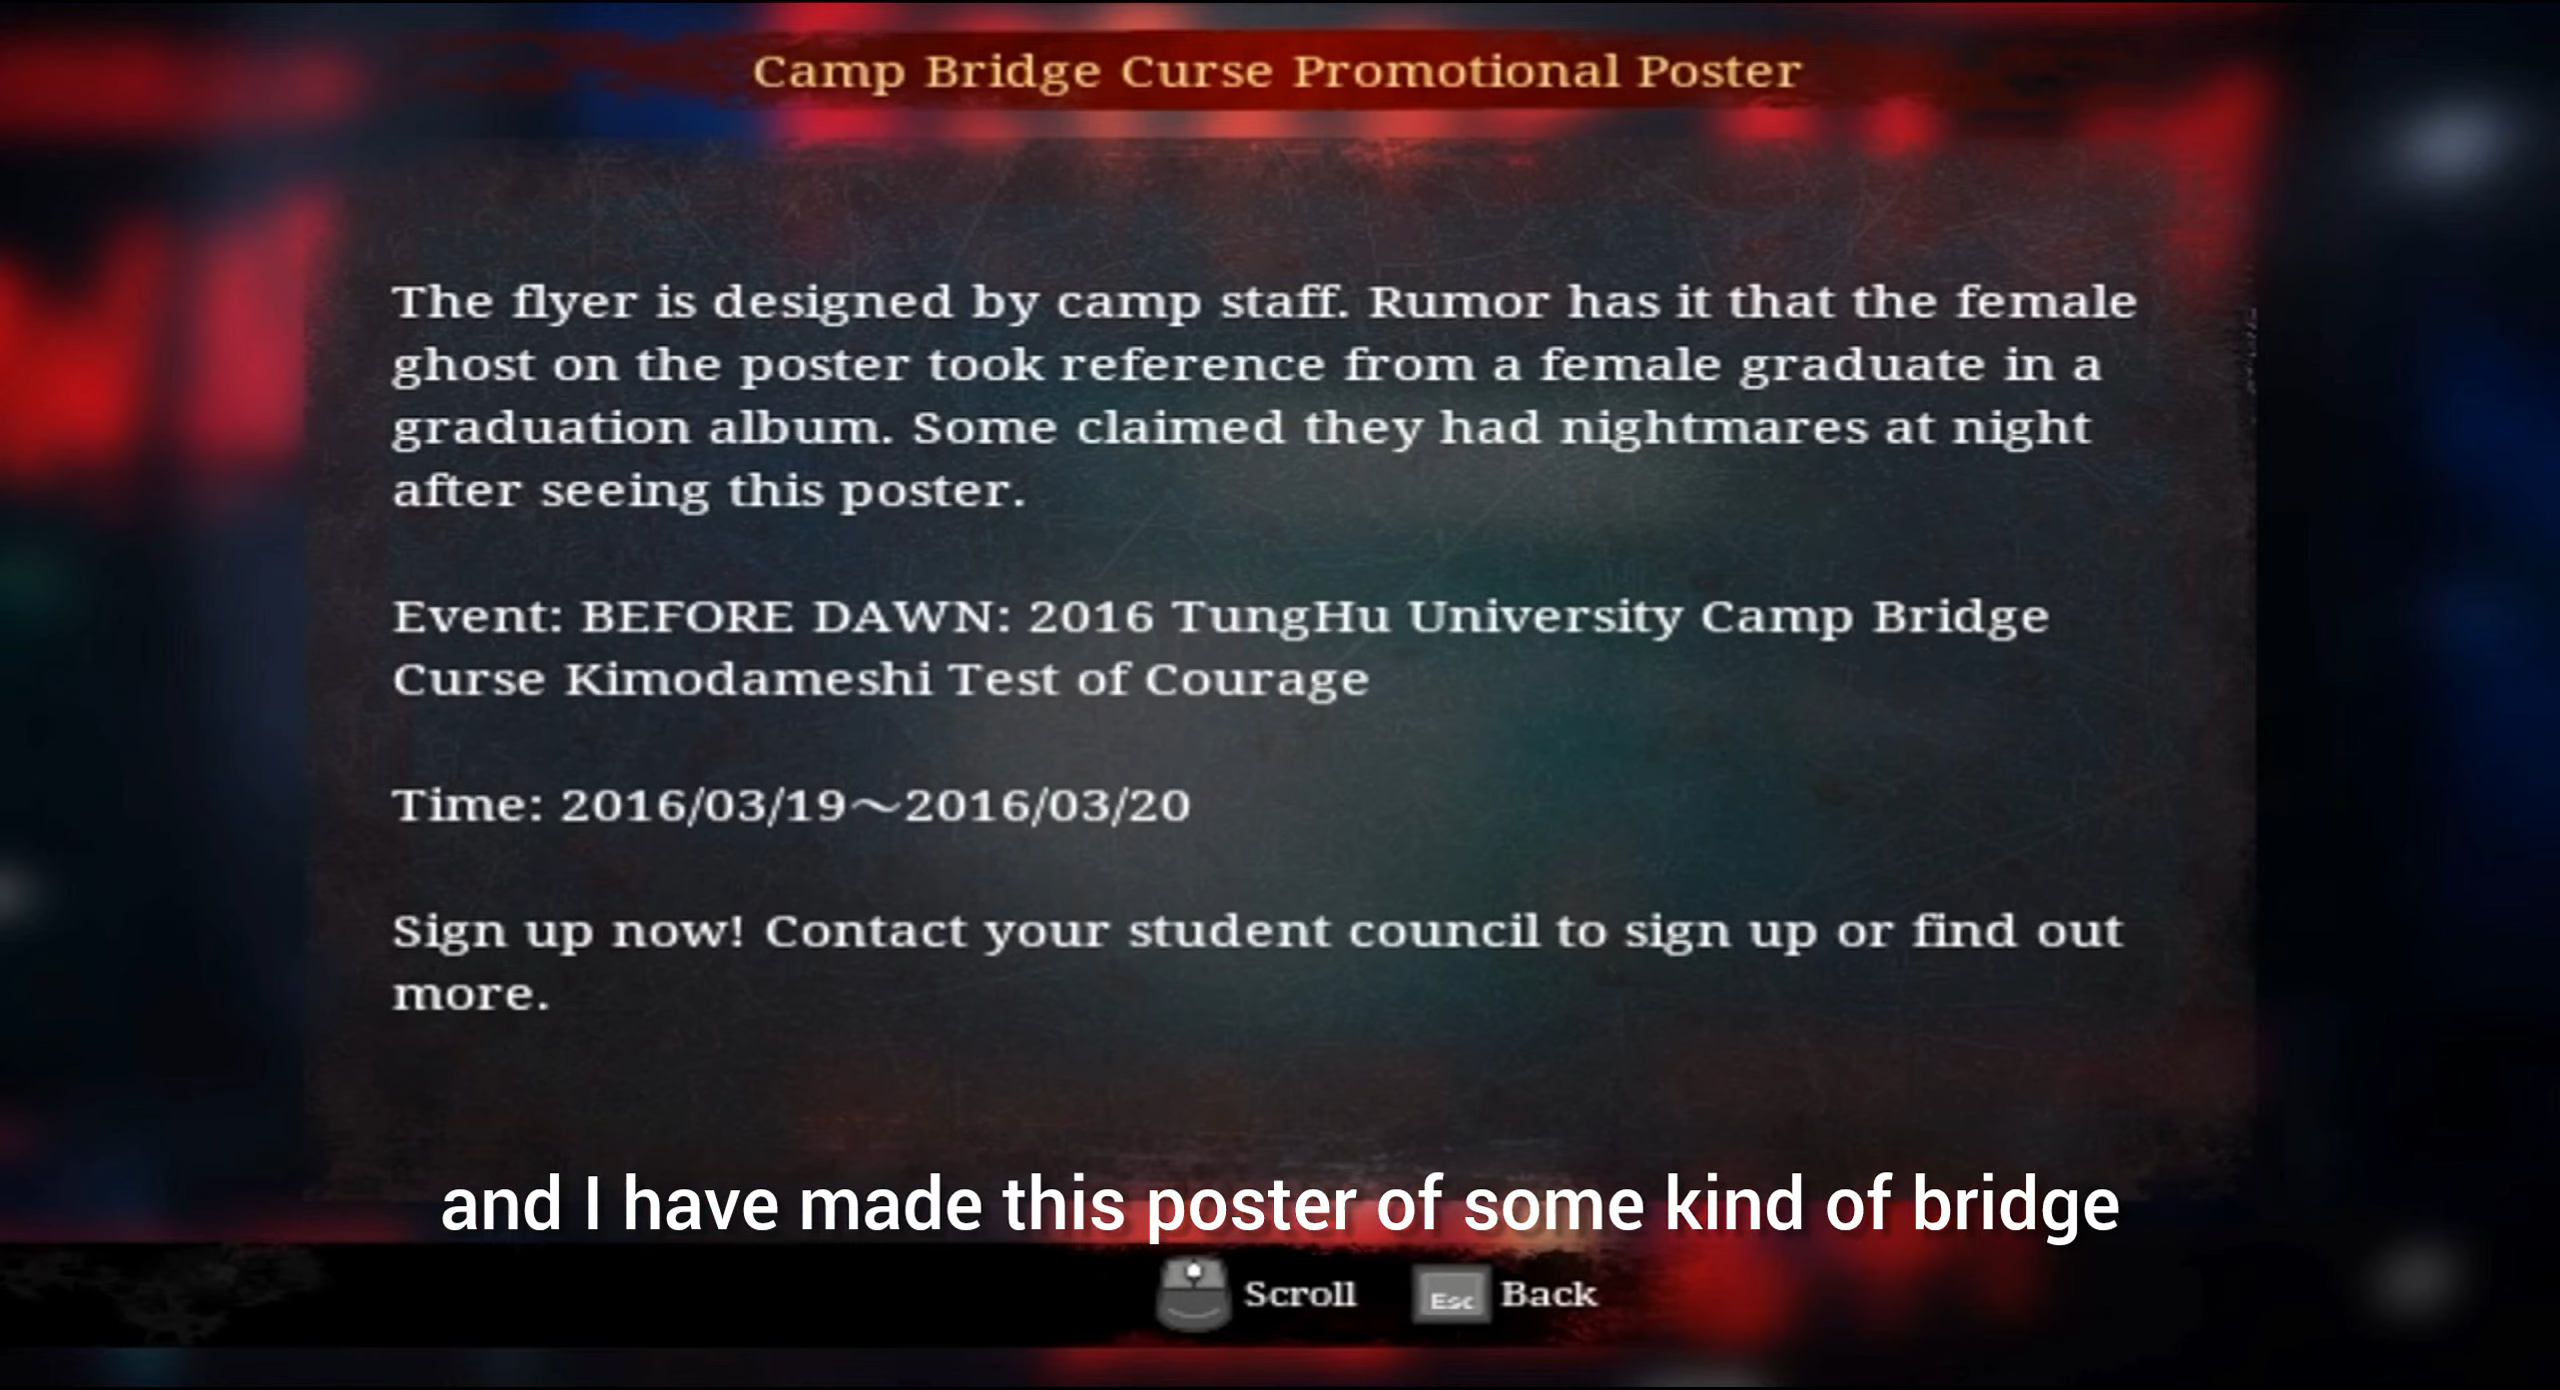 Camp Bridge Curse Promotional Poster
The flyer is designed by camp staff. Rumor has it that the female
ghost on the poster took reference from a female graduate in a
graduation album. Some claimed they had nightmares at night
after seeing this poster.
Event: BEFORE DAWN: 2016 TungHu University Camp Bridge
Curse Kimodameshi Test of Courage
Time: 2016/03/19～2016/03/20
Sign up now! Contact your student council to sign up or find out
more.
and I have made this poster of some kind of bridge
Scroll Esc Back